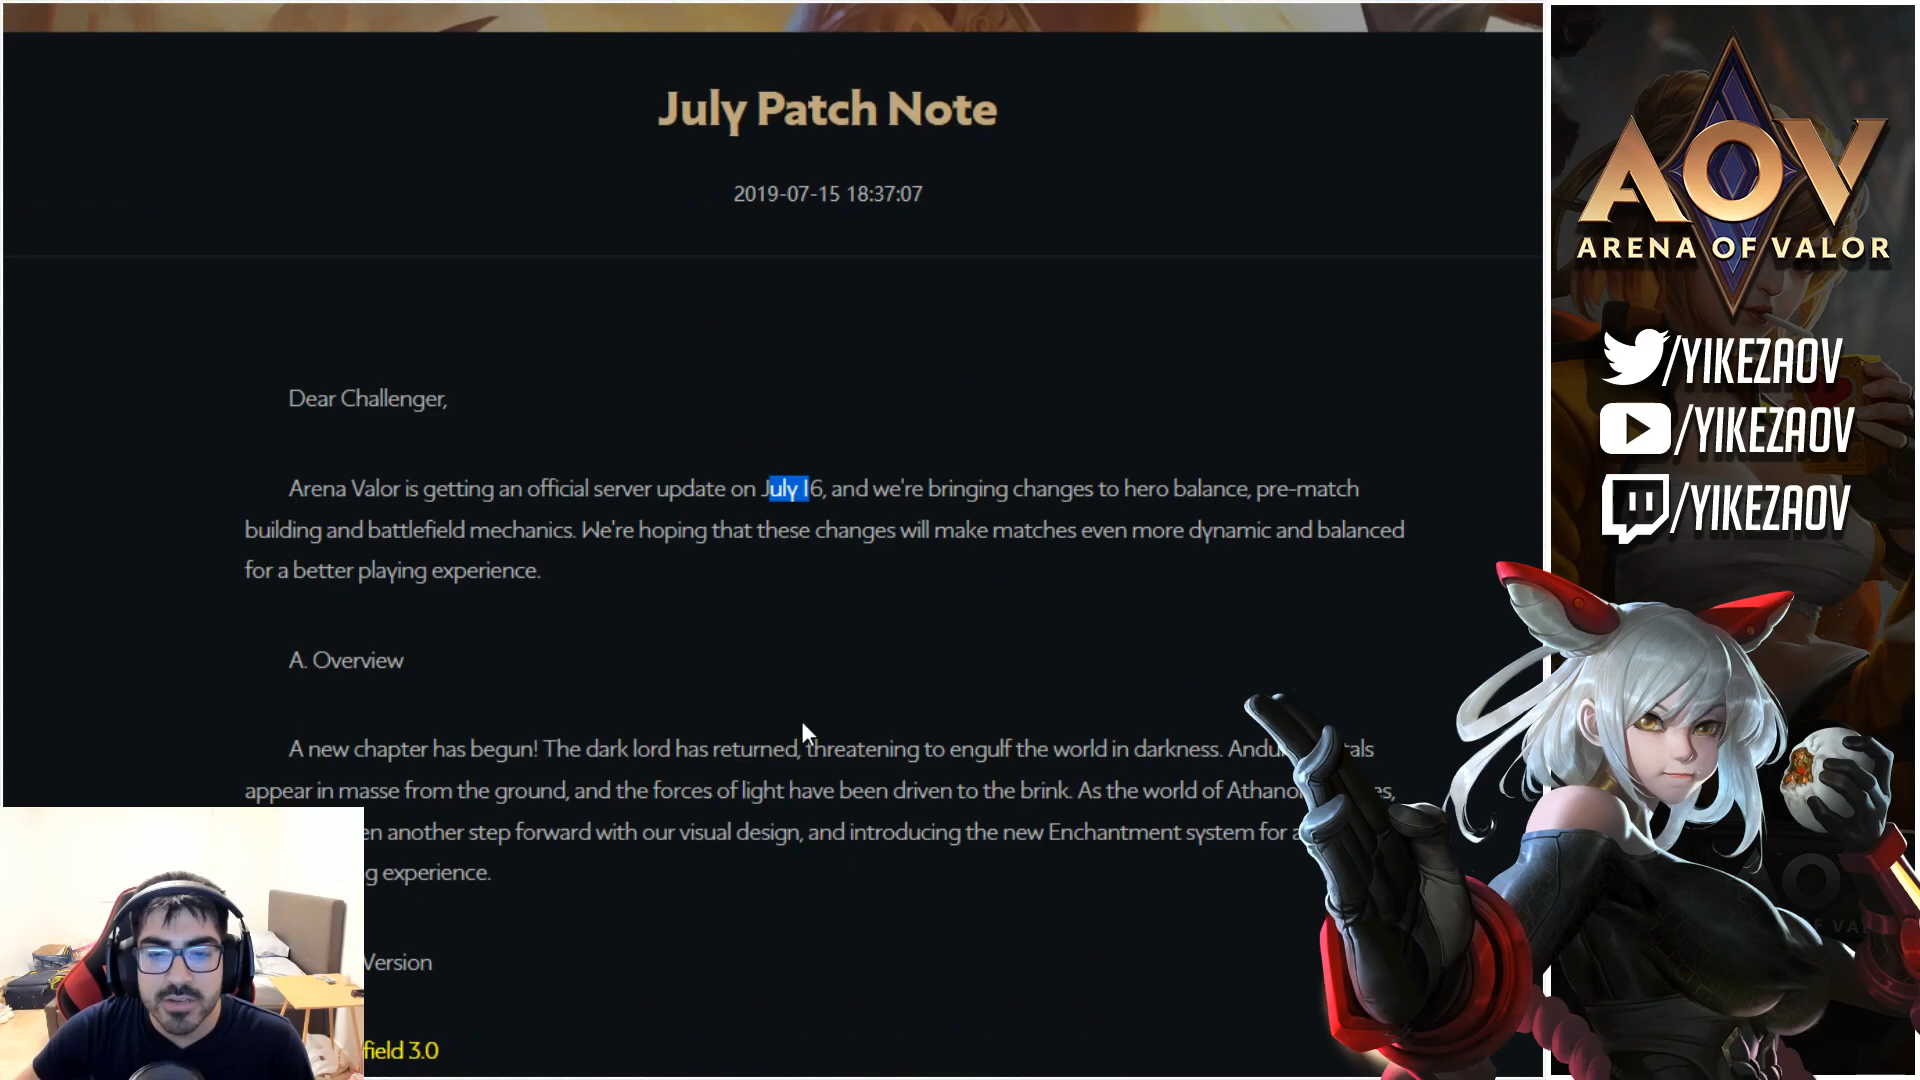 July Patch Note
2019-07-15 18:37:07
Dear Challenger,
Arena Valor is getting an official server update on July 16, and we're bringing changes to hero balance, pre-match
building and battlefield mechanics. We're hoping that these changes will make matches even more dynamic and balanced
for a better playing experience.
A. Overview
A new chapter has begun! The dark lord has returned, threatening to engulf the world in darkness.
appear in masse from the ground, and the forces of light have been driven to the brink. As the world of
another step forward with our visual design, and introducing the new Enchantment system for
experience.
Version
field 3.0
AOV
ARENA OF VALOR
/YIKEZAOV
/YIKEZAOV
/YIKEZAOV